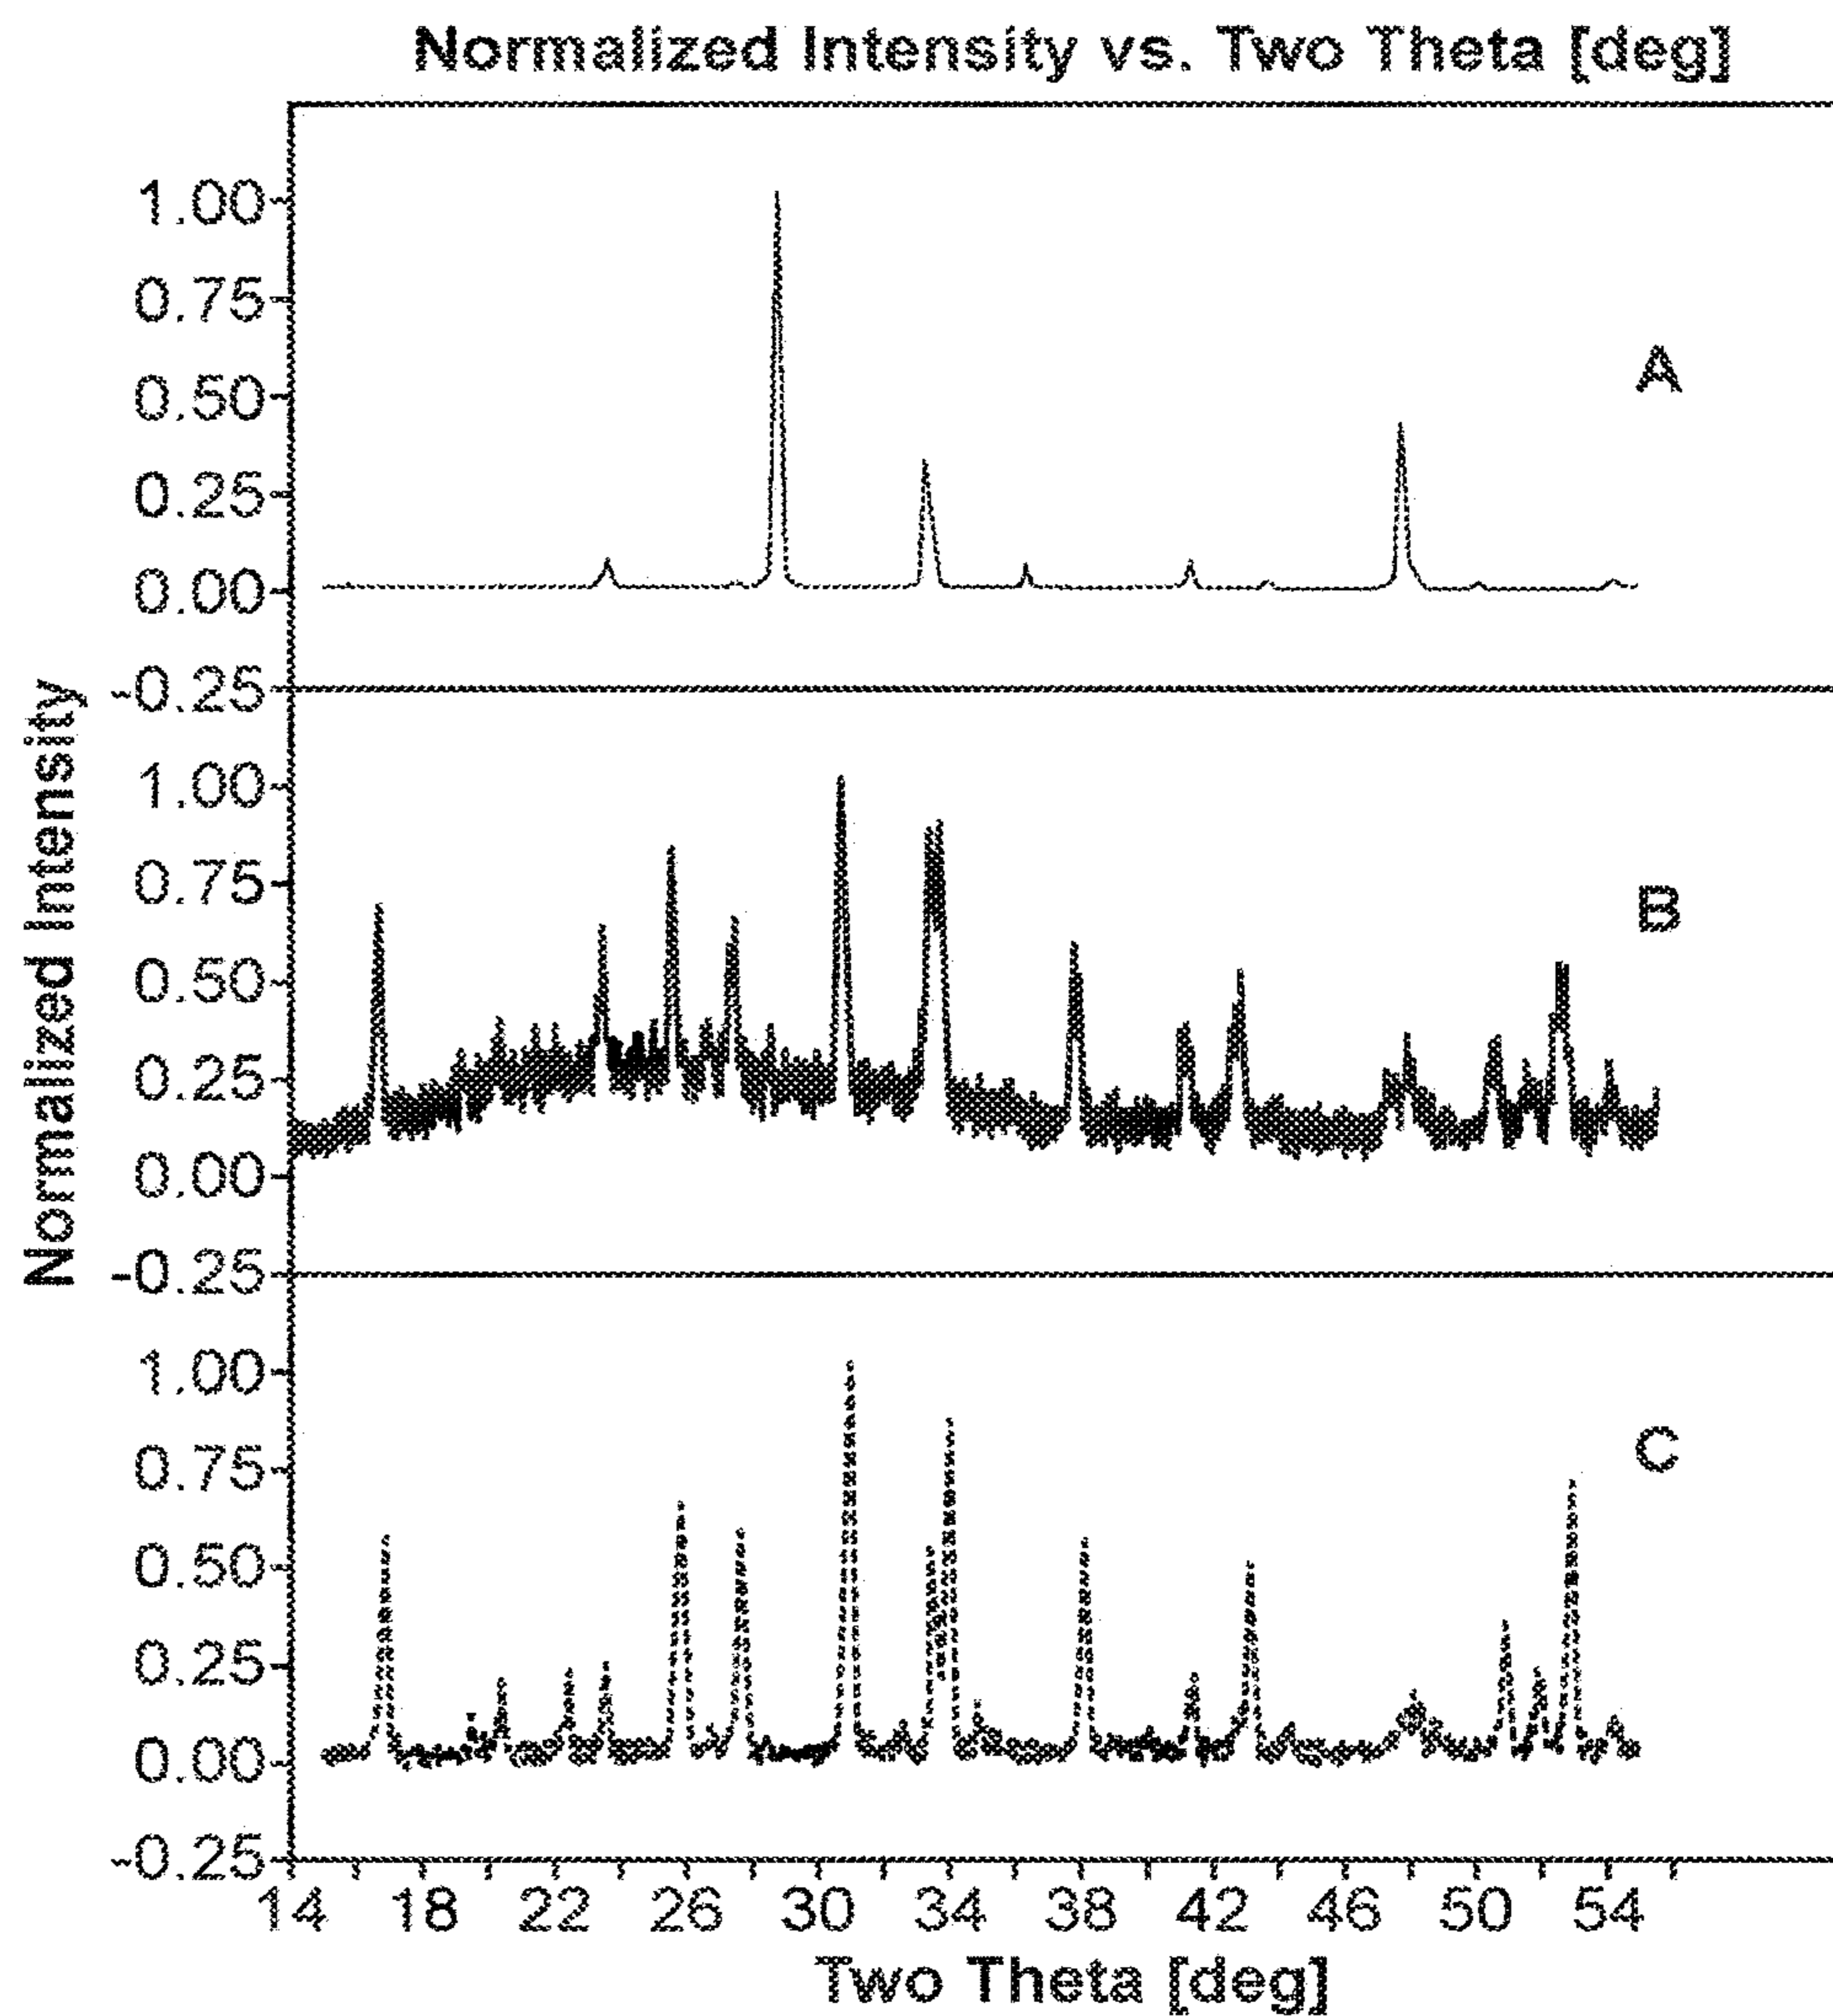 Normalized Intensity vs. Two Theta [deg]
1.00
0.75
0.50
0.25
0.00
-0.25
A
1.00
0.75
0.50
0.25
0.00
-0.25
B
1.00
0.75
0.50
0.25
0.00
-0.25
C
Normalized Intensity
14 18 22 26 30 34 38 42 46 50 54
Two Theta [deg]